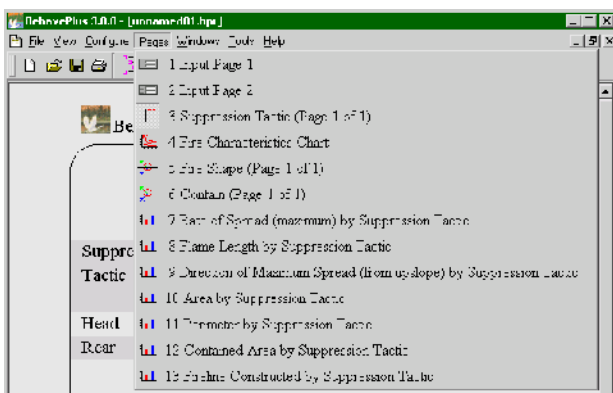 BehavePlus 3.0.0 - [unnamed01.bpr]
File View Configure Pages Windows Tools Help
1 Input Page 1
2 Input Page 2
3 Suppression Tactic (Page 1 of 1)
Be
4 Fire Characteristics Chart
5 Fire Shape (Page 1 of 1)
6 Contain (Page 1 of 1)
7 Rate of Spread (maximum) by Suppression Tactic
Suppre
8 Flame Length by Suppression Tactic
Tactic
9 Direction of Maximum Spread (from upslope) by Suppression Tactic
10 Area by Suppression Tactic
Head
11 Perimeter by Suppression Tactic
Rear
12 Contained Area by Suppression Tactic
13 Fireline Constructed by Suppression Tactic